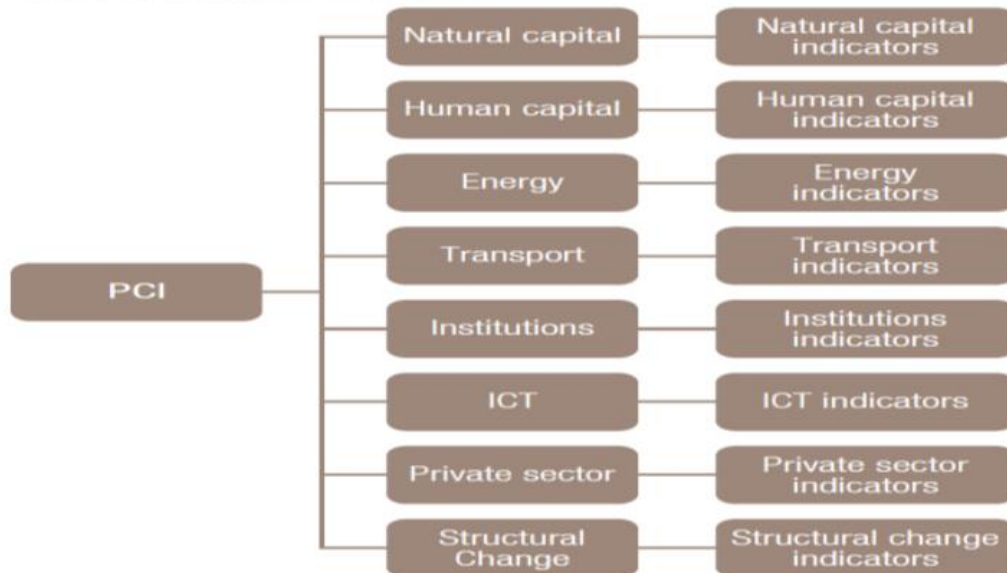 Natural capital
Natural capital
indicators
Human capital
Human capital
indicators
Energy
Energy
indicators
Transport
Transport
indicators
PCI
Institutions
Institutions
indicators
ICT
ICT indicators
Private sector
Private sector
indicators
Structural
Change
Structural change
indicators